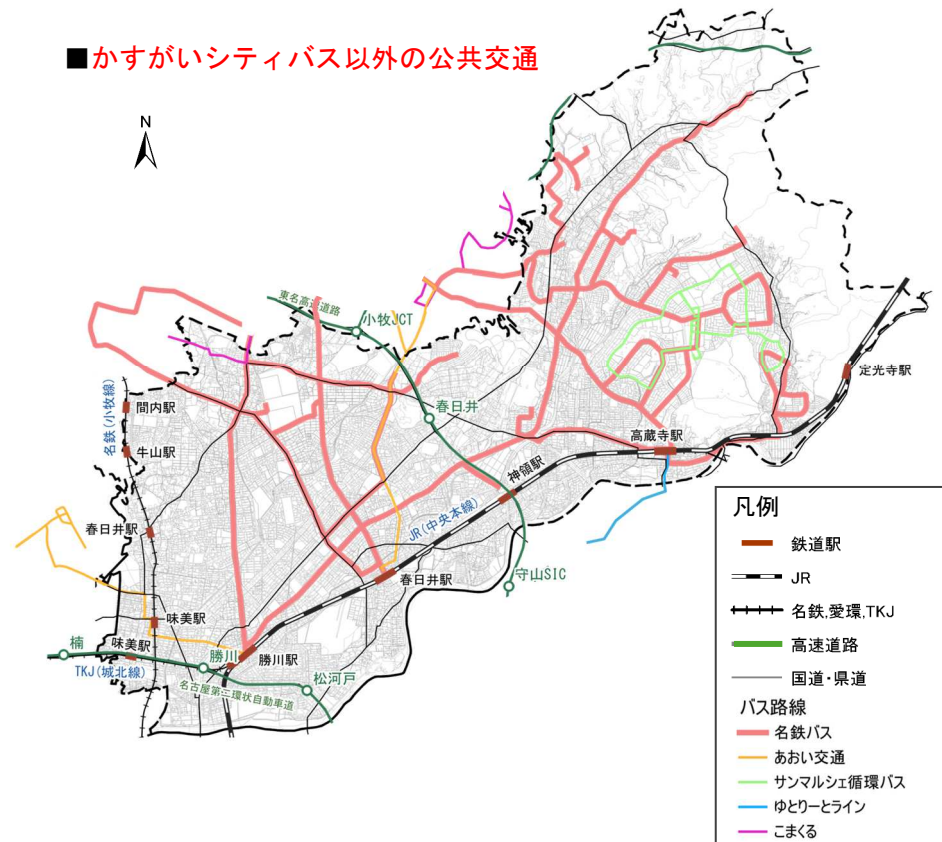 ■かすがいシティバス以外の公共交通
N
東名高速道路
小牧JCT
定光寺駅
名鉄(小牧線)
間内駅
春日井
牛山駅
高蔵寺駅
神領駅
JR(中央本線)
春日井駅
春日井駅
守山SIC
味美駅
楠
味美駅
勝川
勝川駅
TKJ(城北線)
名古屋第二環状自動車道
松河戸
凡例
鉄道駅
JR
名鉄,愛環,TKJ
高速道路
国道・県道
バス路線
名鉄バス
あおい交通
サンマルシェ循環バス
ゆとりーとライン
こまくる